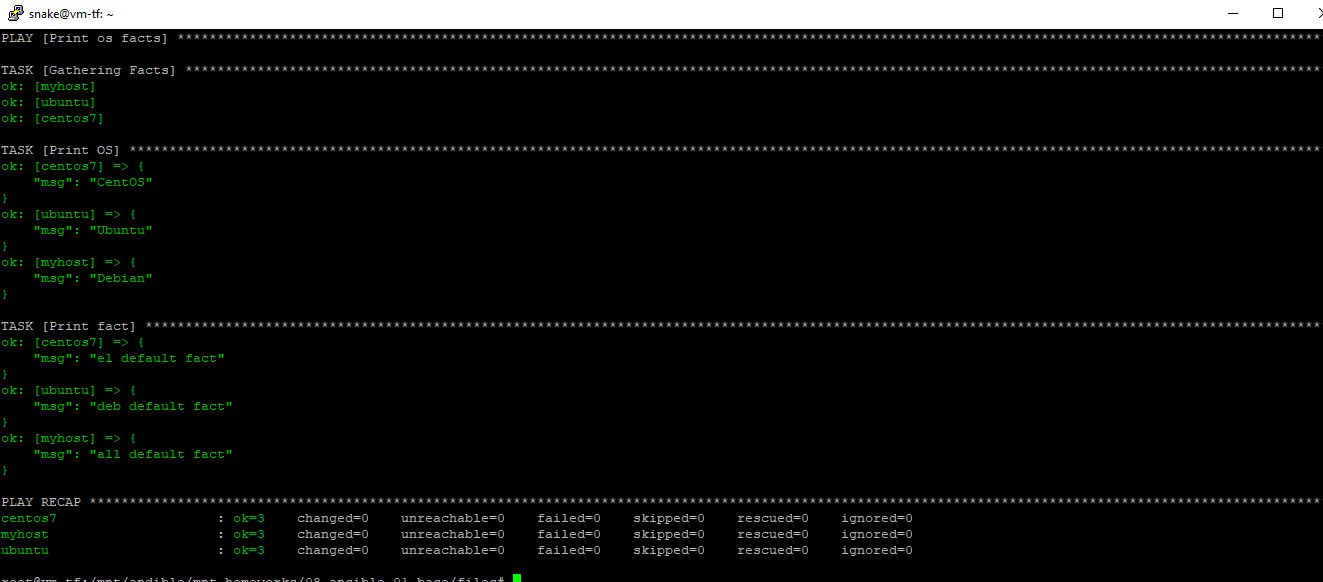 snake@vm-tf: ~
PLAY [Print os facts] ***********************************************************************************************************************************************
TASK [Gathering Facts] **********************************************************************************************************************************************
ok: [myhost]
ok: [ubuntu]
ok: [centos7]
TASK [Print OS] *****************************************************************************************************************************************************
ok: [centos7] => {
    "msg": "CentOS"
}
ok: [ubuntu] => {
    "msg": "Ubuntu"
}
ok: [myhost] => {
    "msg": "Debian"
}
TASK [Print fact] ***************************************************************************************************************************************************
ok: [centos7] => {
    "msg": "el default fact"
}
ok: [ubuntu] => {
    "msg": "deb default fact"
}
ok: [myhost] => {
    "msg": "all default fact"
}
PLAY RECAP **********************************************************************************************************************************************************
centos7                    : ok=3    changed=0    unreachable=0    failed=0    skipped=0    rescued=0    ignored=0
myhost                     : ok=3    changed=0    unreachable=0    failed=0    skipped=0    rescued=0    ignored=0
ubuntu                     : ok=3    changed=0    unreachable=0    failed=0    skipped=0    rescued=0    ignored=0